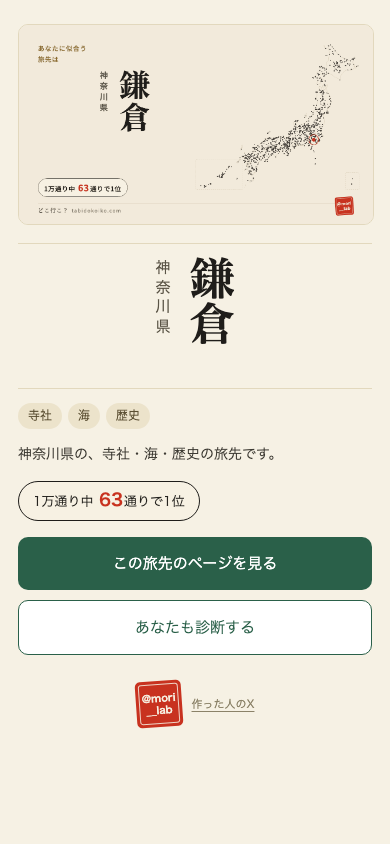 あなたに似合う
旅先は
鎌倉
神奈川県
1万通り中 63通りで1位
どこ行こ？ tabidokoiko.com
@mori
__lab
鎌倉
神奈川県
寺社
海
歴史
神奈川県の、寺社・海・歴史の旅先です。
1万通り中 63通りで1位
この旅先のページを見る
あなたも診断する
@mori
__lab
作った人のX